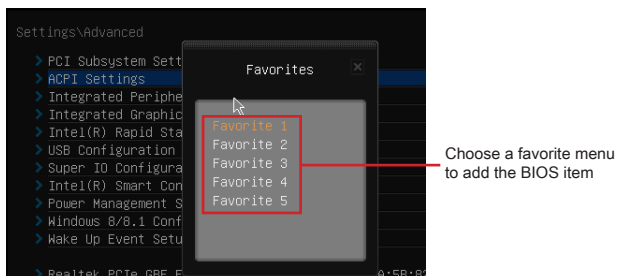 Settings\Advanced
PCI Subsystem Sett
ACPI Settings
Integrated Periphe
Integrated Graphic
Intel(R) Rapid Sta
USB Configuration
Super IO Configura
Intel(R) Smart Con
Power Management S
Windows 8/8.1 Conf
Wake Up Event Setu
Realtek PCIe GBE F
Favorites
Favorite 1
Favorite 2
Favorite 3
Favorite 4
Favorite 5
Choose a favorite menu
to add the BIOS item